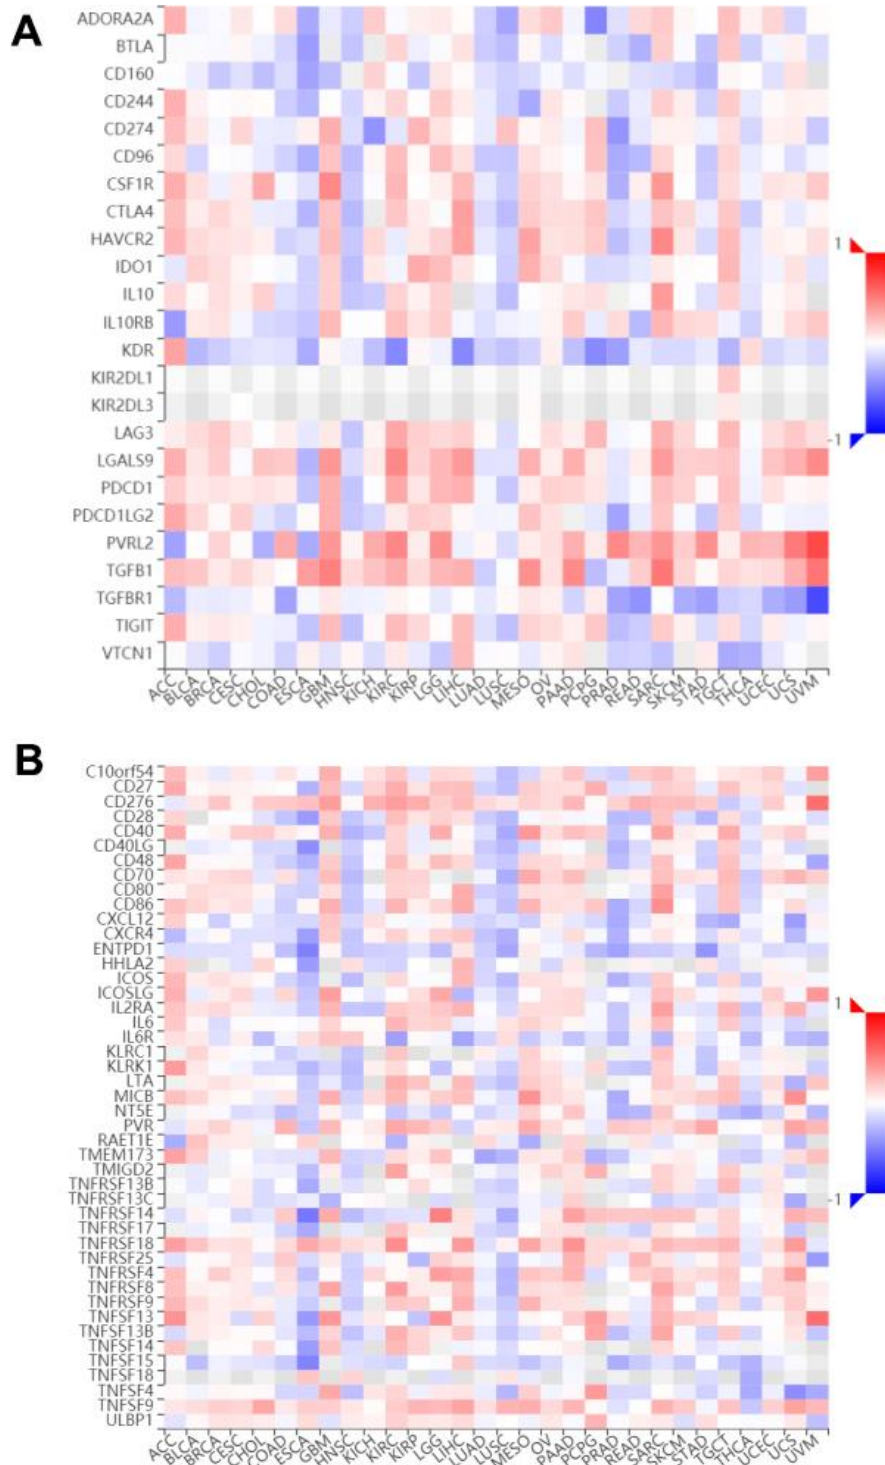 A
ADORA2A
BTLA
CD160
CD244
CD274
CD96
CSF1R
CTLA4
HAVCR2
IDO1
IL10
IL10RB
KDR
KIR2DL1
KIR2DL3
LAG3
LGALS9
PDCD1
PDCD1LG2
PVRL2
TGFB1
TGFBR1
TIGIT
VTCN1
1
-1
ACC BLCA BRCA CESC CHOL COAD ESCA GBM HNSC KICH KIRC KIRP LGG LIHC LUAD LUSC MESO OV PAAD PCPG PRAD READ SARC SKCM STAD TGCT THCA UCEC UCS UVM
B
C10orf54
CD27
CD276
CD28
CD40
CD40LG
CD48
CD70
CD80
CD86
CXCL12
CXCR4
ENTPD1
HHLA2
ICOS
ICOSLG
IL2RA
IL6
IL6R
KLRC1
KLRK1
LTA
MICB
NT5E
PVR
RAET1E
TMEM173
TMIGD2
TNFRSF13B
TNFRSF13C
TNFRSF14
TNFRSF17
TNFRSF18
TNFRSF25
TNFRSF4
TNFRSF8
TNFRSF9
TNFSF13
TNFSF13B
TNFSF14
TNFSF15
TNFSF18
TNFSF4
TNFSF9
ULBP1
1
-1
ACC BLCA BRCA CESC CHOL COAD ESCA GBM HNSC KICH KIRC KIRP LGG LIHC LUAD LUSC MESO OV PAAD PCPG PRAD READ SARC SKCM STAD TGCT THCA UCEC UCS UVM